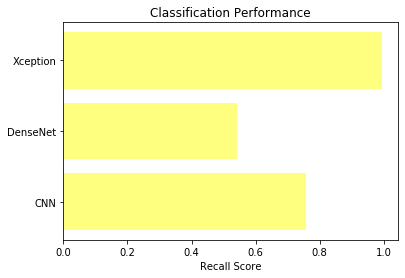 Classification Performance
Xception
DenseNet
CNN
0.0 0.2 0.4 0.6 0.8 1.0
Recall Score